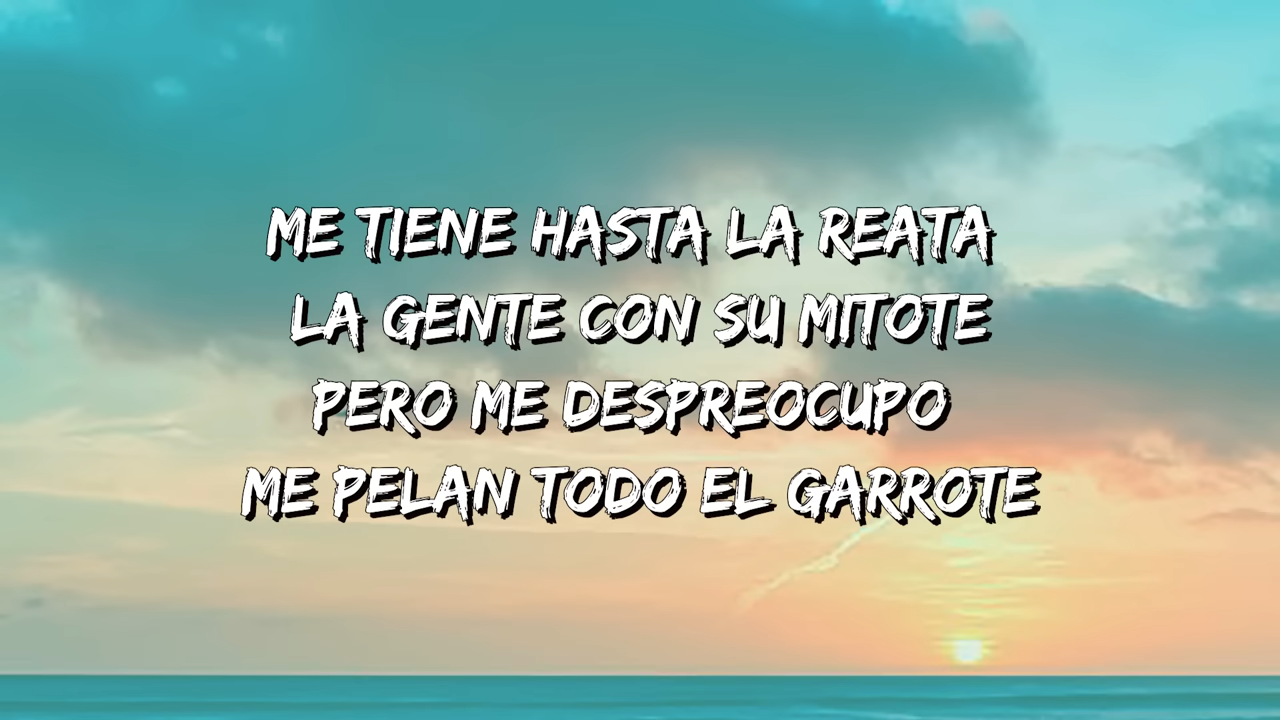 ME TIENE HASTA LA REATA
LA GENTE CON SU MITOTE
PERO ME DESPREOCUPO
ME PELAN TODO EL GARROTE